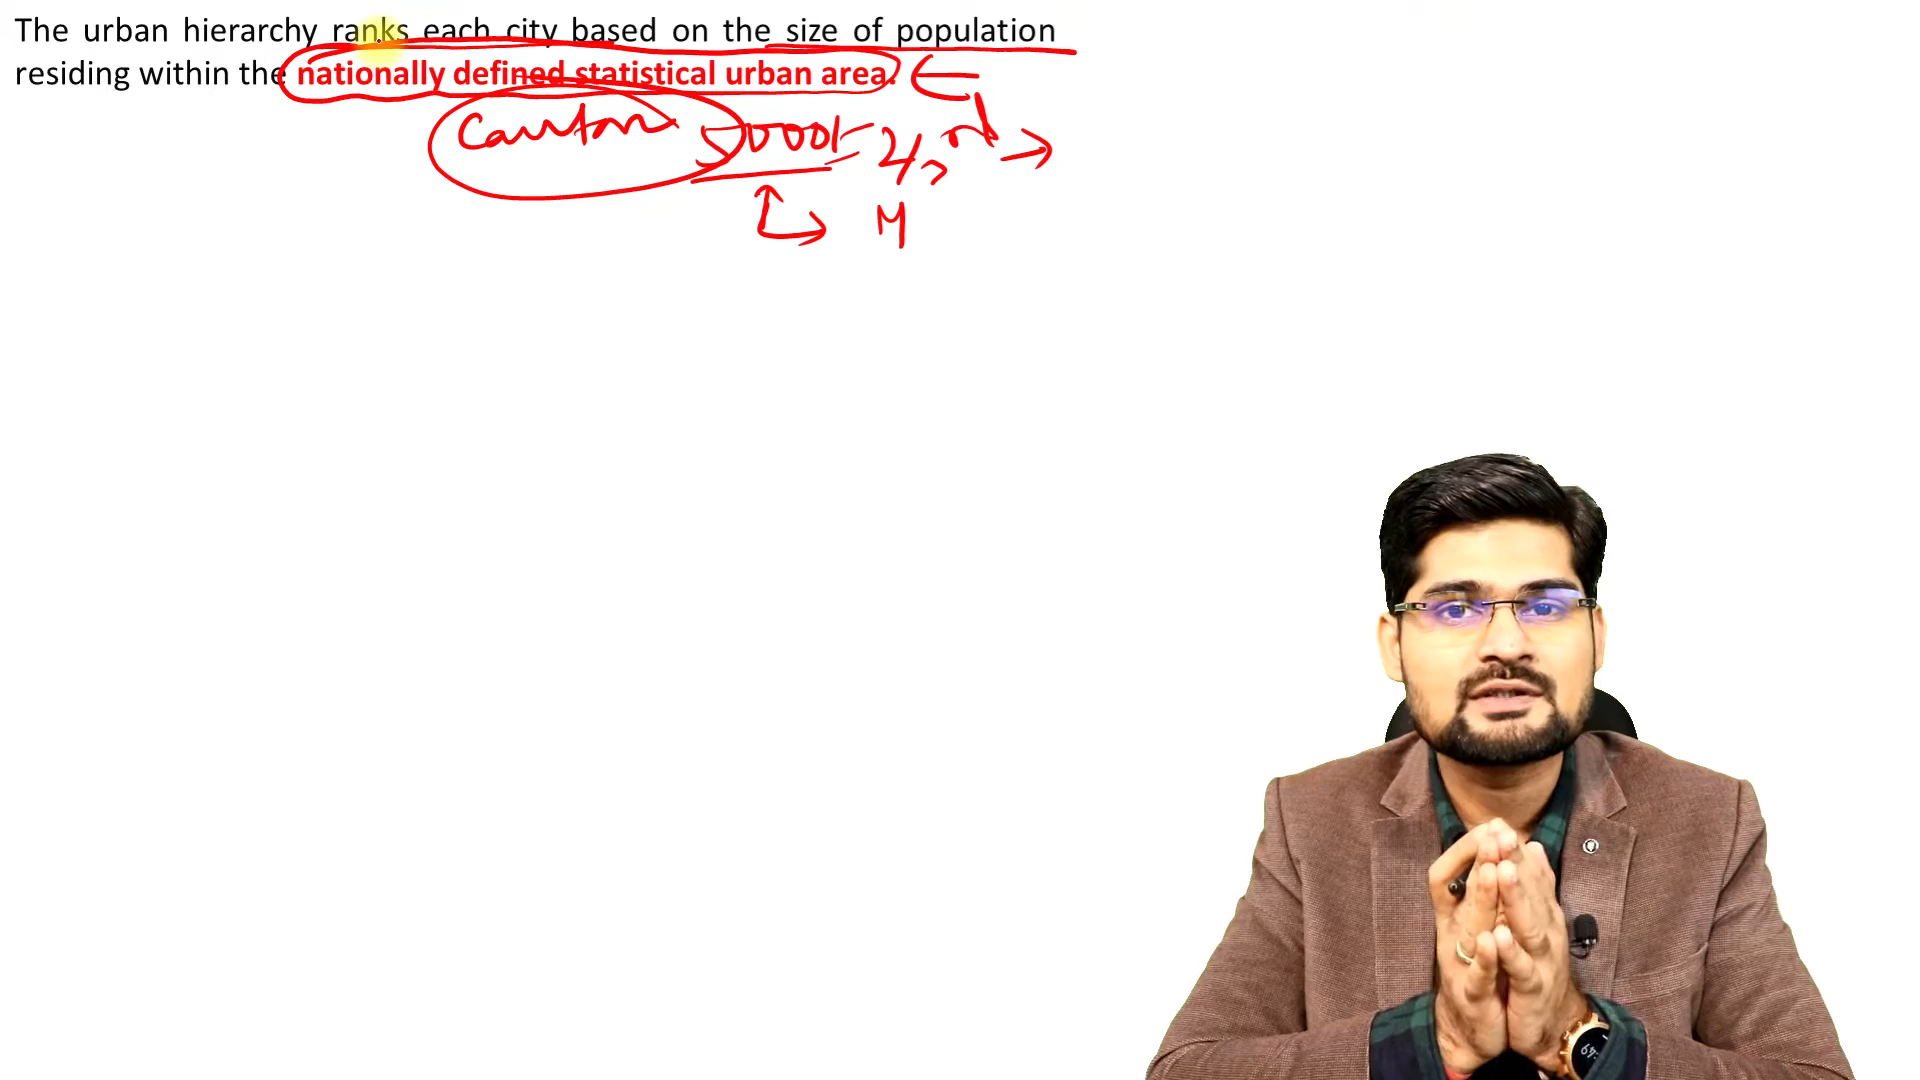 The urban hierarchy ranks each city based on the size of population
residing within the nationally defined statistical urban area.
M